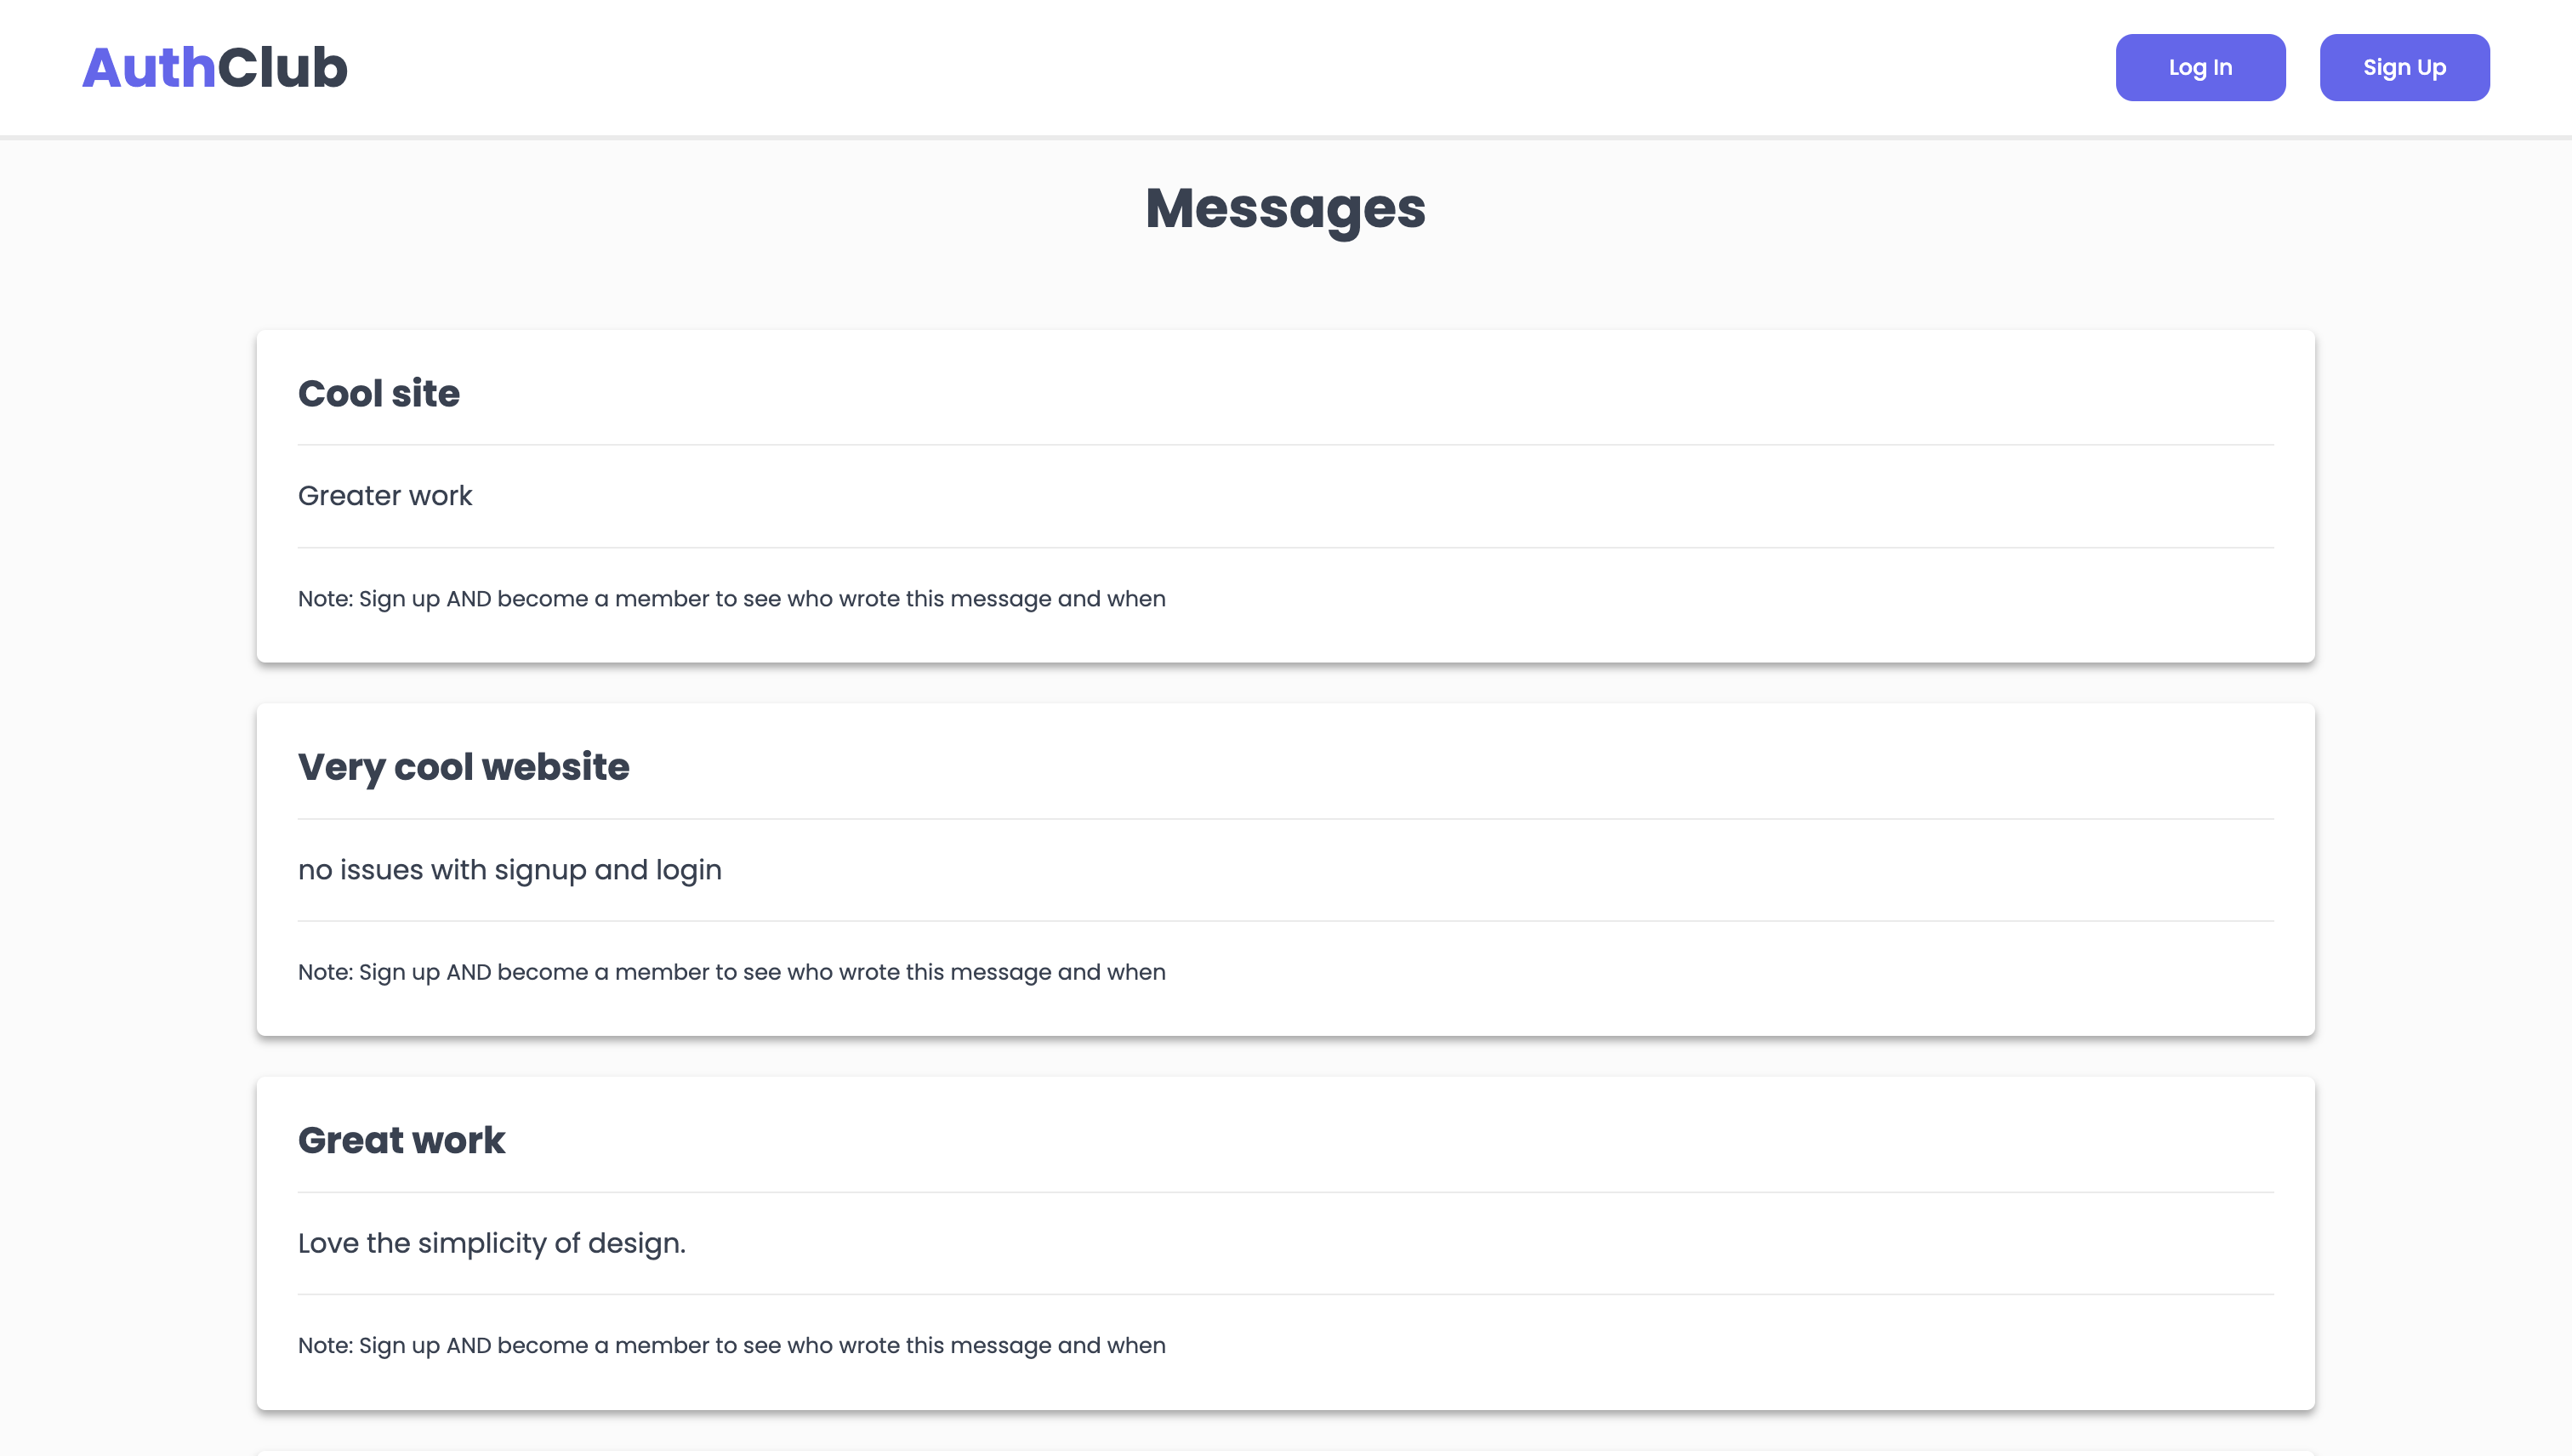 AuthClub
Log In
Sign Up
Messages
Cool site
Greater work
Note: Sign up AND become a member to see who wrote this message and when
Very cool website
no issues with signup and login
Note: Sign up AND become a member to see who wrote this message and when
Great work
Love the simplicity of design.
Note: Sign up AND become a member to see who wrote this message and when